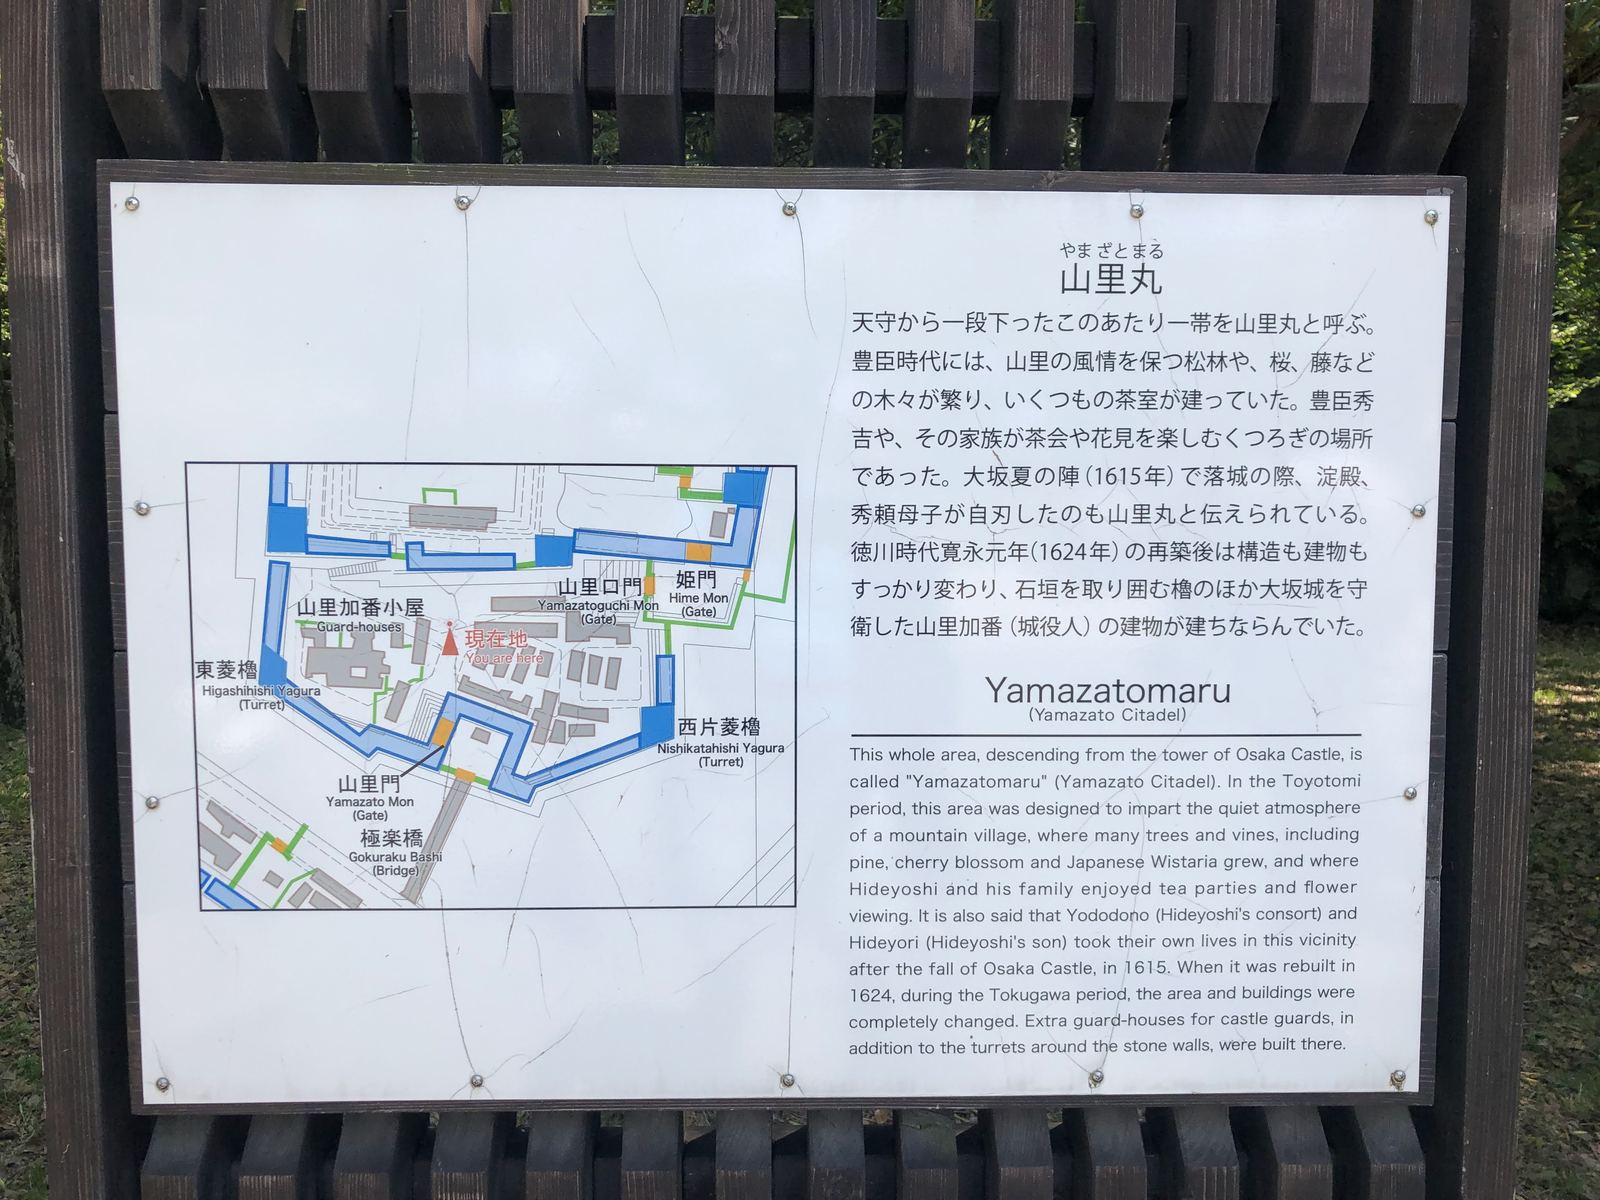 山里加番小屋
Guard-houses
山里口門
Yamazatoguchi Mon
(Gate)
姫門
Hime Mon
(Gate)
現在地
You are here
東菱櫓
Higashihishi Yagura
(Turret)
西片菱櫓
Nishikatahishi Yagura
(Turret)
山里門
Yamazato Mon
(Gate)
極楽橋
Gokuraku Bashi
(Bridge)
やまざとまる
山里丸
天守から一段下ったこのあたり一帯を山里丸と呼ぶ。
豊臣時代には、山里の風情を保つ松林や、桜、藤など
の木々が繁り、いくつもの茶室が建っていた。豊臣秀
吉や、その家族が茶会や花見を楽しむくつろぎの場所
であった。大坂夏の陣（1615年）で落城の際、淀殿、
秀頼母子が自刃したのも山里丸と伝えられている。
徳川時代寛永元年（1624年）の再築後は構造も建物も
すっかり変わり、石垣を取り囲む櫓のほか大坂城を守
衛した山里加番（城役人）の建物が建ちならんでいた。
Yamazatomaru
(Yamazato Citadel)
This whole area, descending from the tower of Osaka Castle, is
called "Yamazatomaru" (Yamazato Citadel). In the Toyotomi
period, this area was designed to impart the quiet atmosphere
of a mountain village, where many trees and vines, including
pine, cherry blossom and Japanese Wistaria grew, and where
Hideyoshi and his family enjoyed tea parties and flower
viewing. It is also said that Yododono (Hideyoshi's consort) and
Hideyori (Hideyoshi's son) took their own lives in this vicinity
after the fall of Osaka Castle, in 1615. When it was rebuilt in
1624, during the Tokugawa period, the area and buildings were
completely changed. Extra guard-houses for castle guards, in
addition to the turrets around the stone walls, were built there.